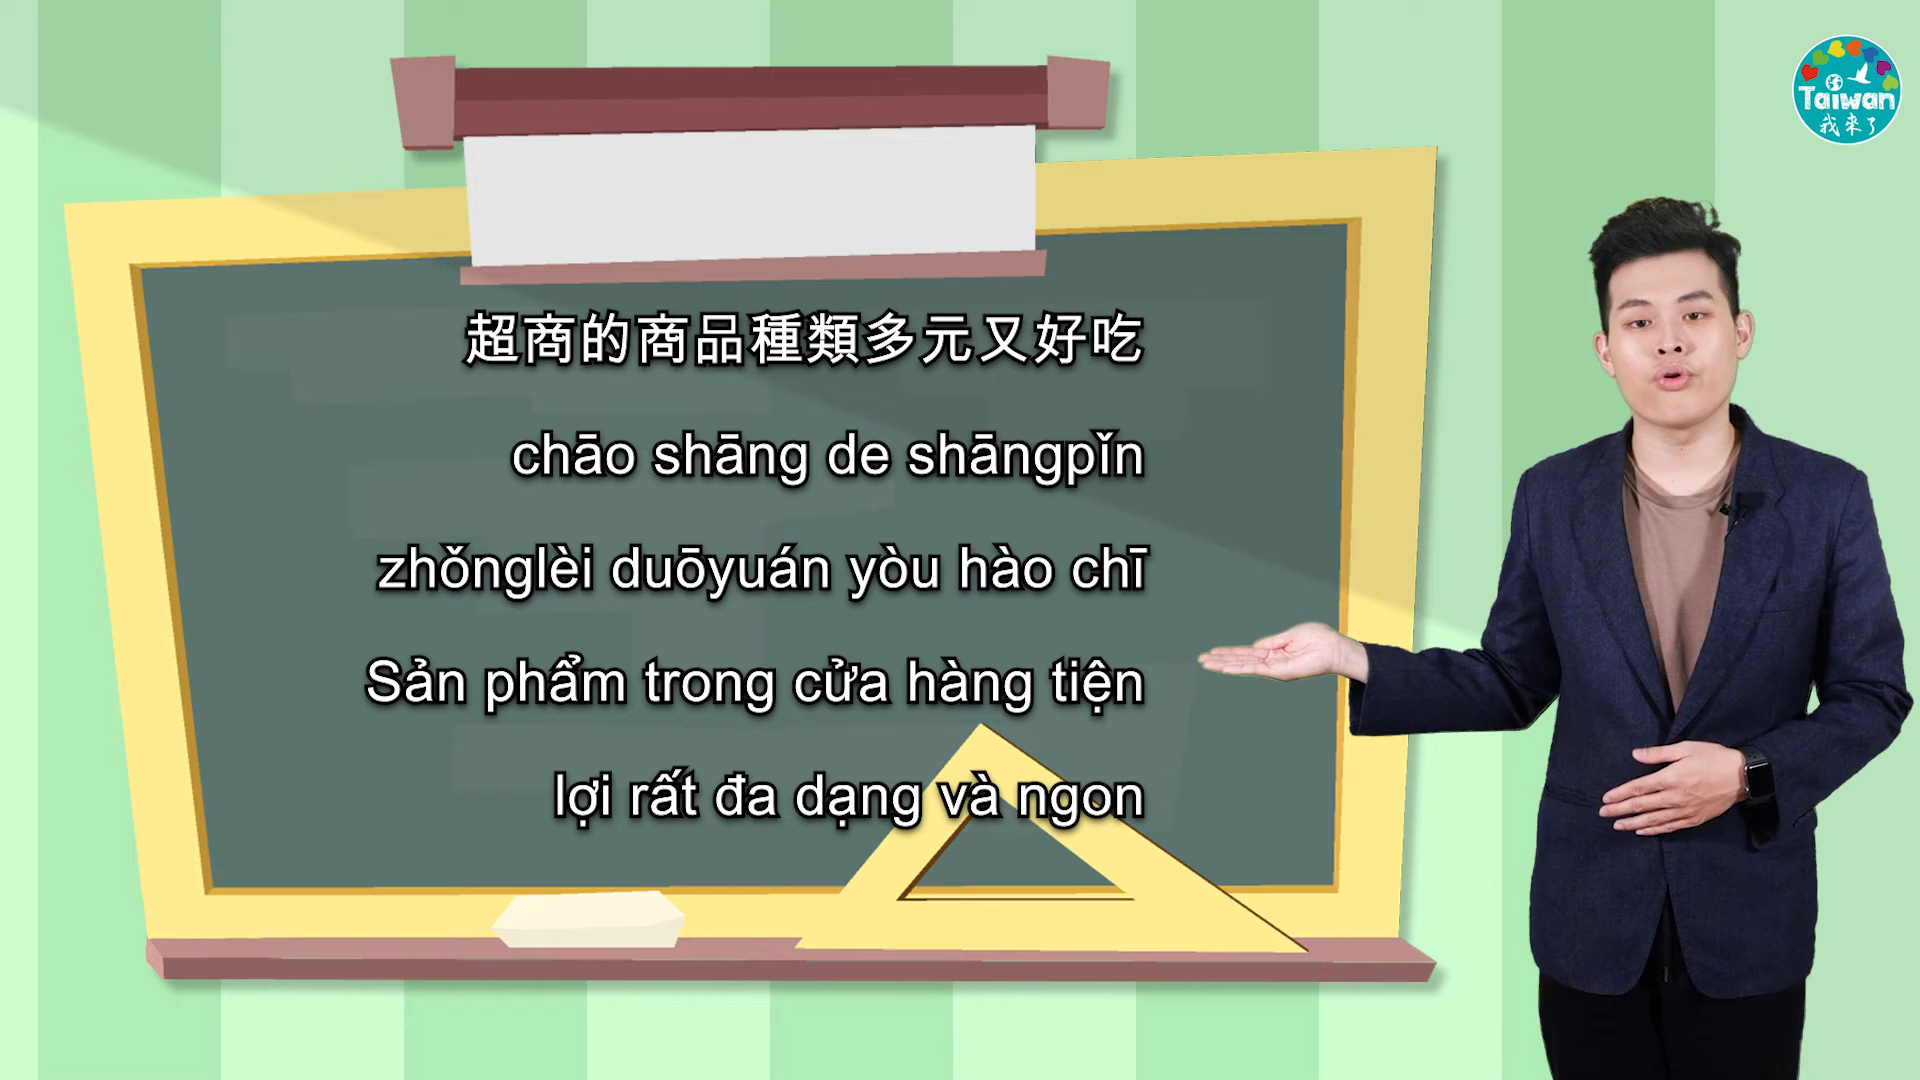 Taiwan
我來了
超商的商品種類多元又好吃
chāo shāng de shāngpǐn
zhǒnglèi duōyuán yòu hào chī
Sản phẩm trong cửa hàng tiện
lợi rất đa dạng và ngon